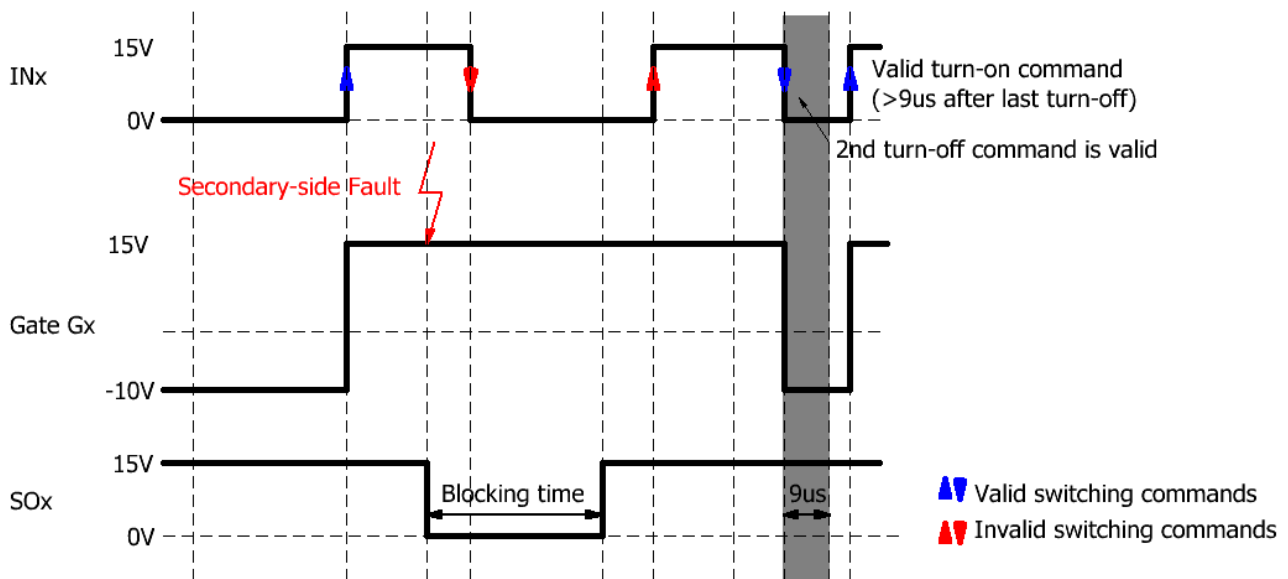 15V
INx
Valid turn-on command
(>9us after last turn-off)
0V
2nd turn-off command is valid
Secondary-side Fault
15V
Gate Gx
-10V
15V
Blocking time
9us
SOx
Valid switching commands
0V
Invalid switching commands